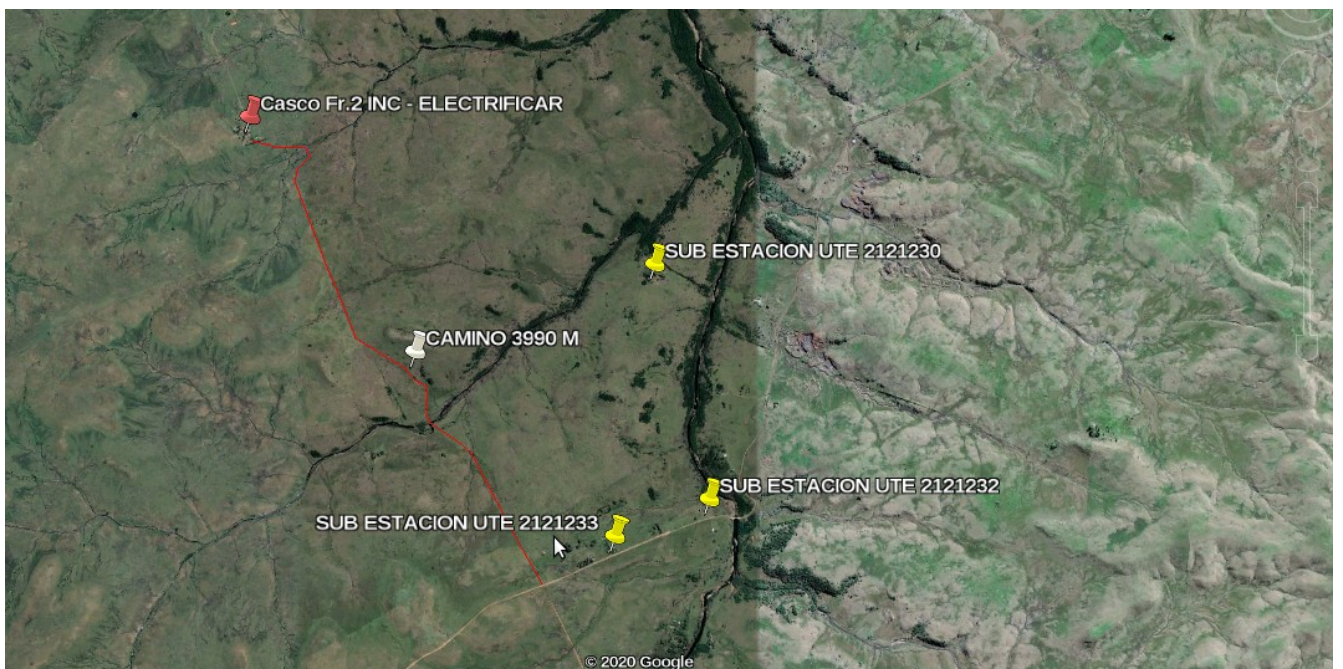 Casco Fr.2 INC - ELECTRIFICAR
SUB ESTACION UTE 2121230
CAMINO 3990 M
SUB ESTACION UTE 2121232
SUB ESTACION UTE 2121233
© 2020 Google